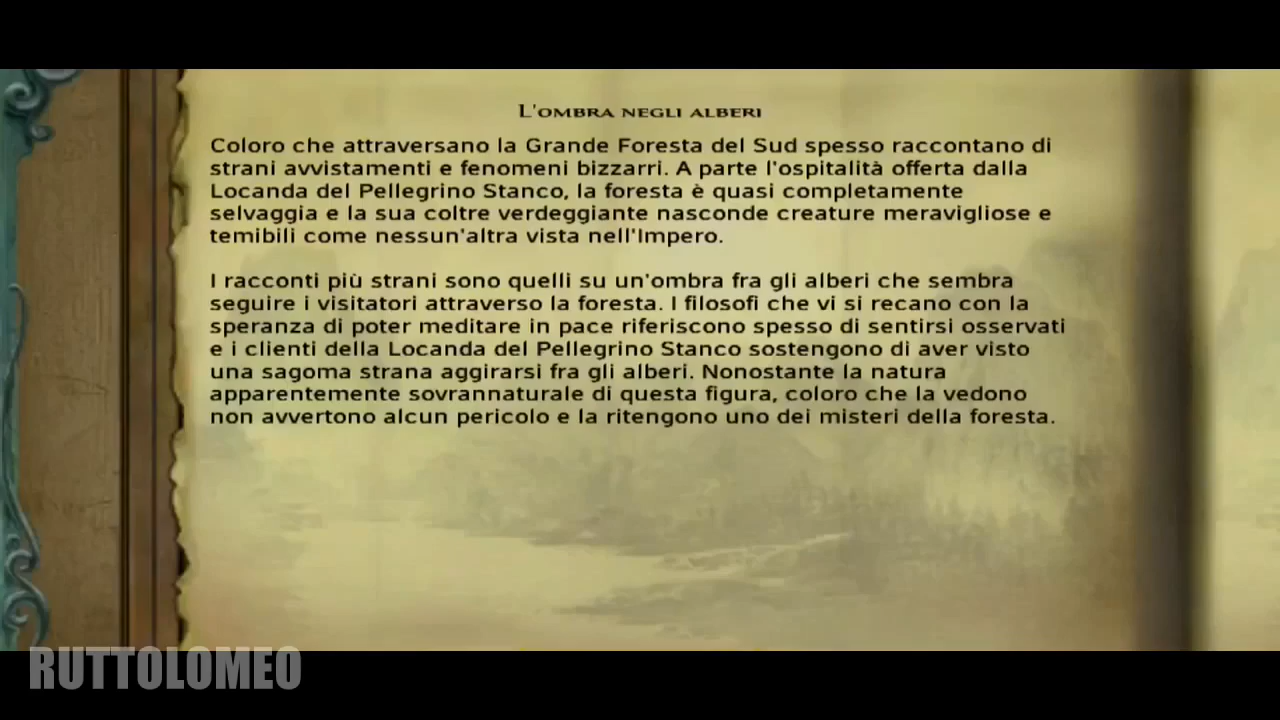 L'ombra negli alberi
Coloro che attraversano la Grande Foresta del Sud spesso raccontano di
strani avvistamenti e fenomeni bizzarri. A parte l'ospitalità offerta dalla
Locanda del Pellegrino Stanco, la foresta è quasi completamente
selvaggia e la sua coltre verdeggiante nasconde creature meravigliose e
temibili come nessun'altra vista nell'Impero.
I racconti più strani sono quelli su un'ombra fra gli alberi che sembra
seguire i visitatori attraverso la foresta. I filosofi che vi si recano con la
speranza di poter meditare in pace riferiscono spesso di sentirsi osservati
e i clienti della Locanda del Pellegrino Stanco sostengono di aver visto
una sagoma strana aggirarsi fra gli alberi. Nonostante la natura
apparentemente sovrannaturale di questa figura, coloro che la vedono
non avvertono alcun pericolo e la ritengono uno dei misteri della foresta.
RUTTOLOMEO